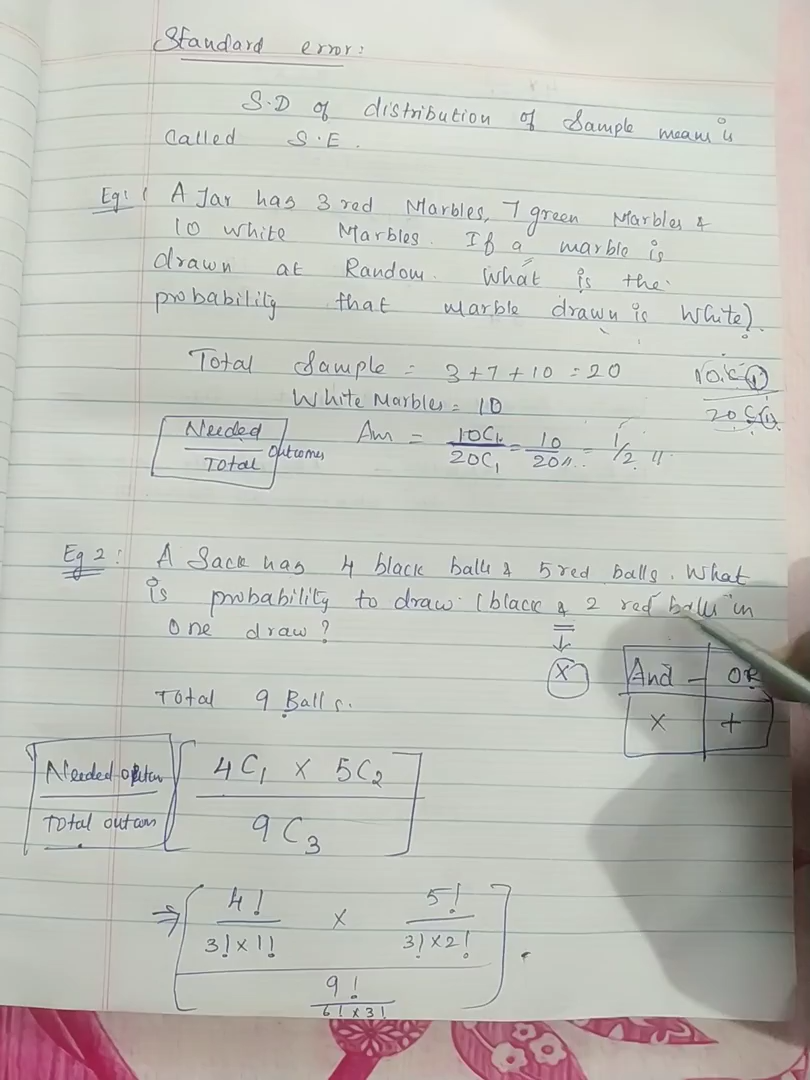 Standard error:
S.D of distribution of Sample means is
Called S.E.
Eg: 1 A Jar has 3 red Marbles, 7 green Marbles &
10 white Marbles. If a marble is
drawn at Random. What is the
probability that marble drawn is White?
Total Sample = 3+7+10 = 20
White Marbles = 10
10C1
20C1
Needed
Total outcomes
Ans = 10C1/20C1 = 10/20 = 1/2 //.
Eg 2: A Sack has 4 black balls & 5 red balls. What
is probability to draw 1 black & 2 red balls in
one draw?
X
And - OR
X +
Total 9 Balls.
Needed
Total outcom
4C1 X 5C2
9C3
⇒ 4!/3!×1! X 5!/3!×2!
9!/6!×3!